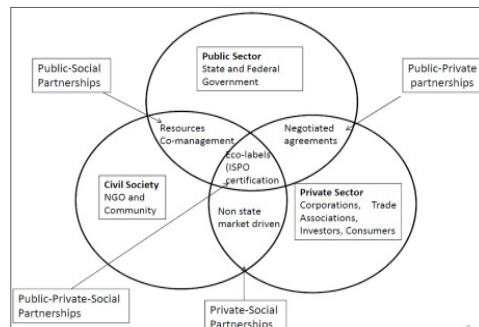 Public Sector
State and Federal
Government
Public-Social
Partnerships
Public-Private
partnerships
Resources
Co-management
Negotiated
agreements
Eco-labels
(ISPO
certification
Civil Society
NGO and
Community
Private Sector
Corporations, Trade
Associations,
Investors, Consumers
Non state
market driven
Public-Private-Social
Partnerships
Private-Social
Partnerships